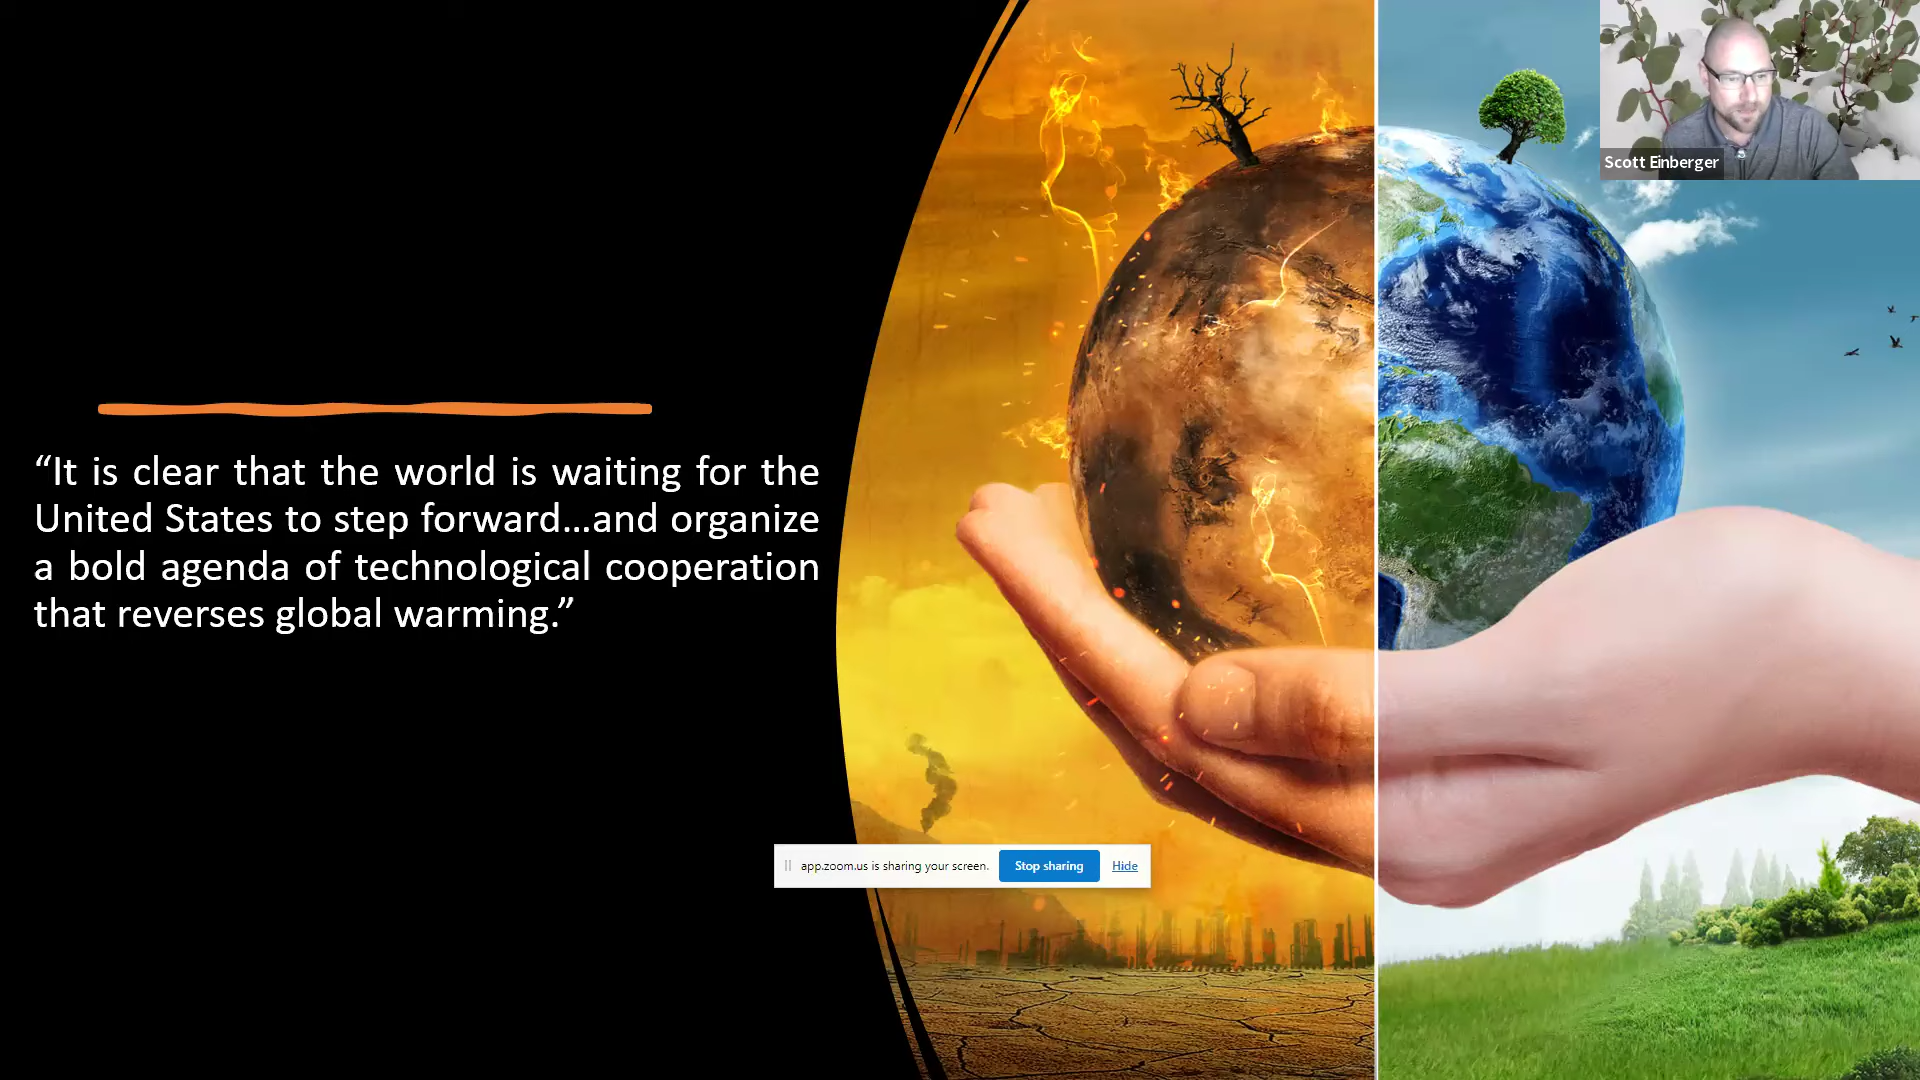 Scott Einberger
“It is clear that the world is waiting for the
United States to step forward...and organize
a bold agenda of technological cooperation
that reverses global warming.”
app.zoom.us is sharing your screen. Stop sharing Hide